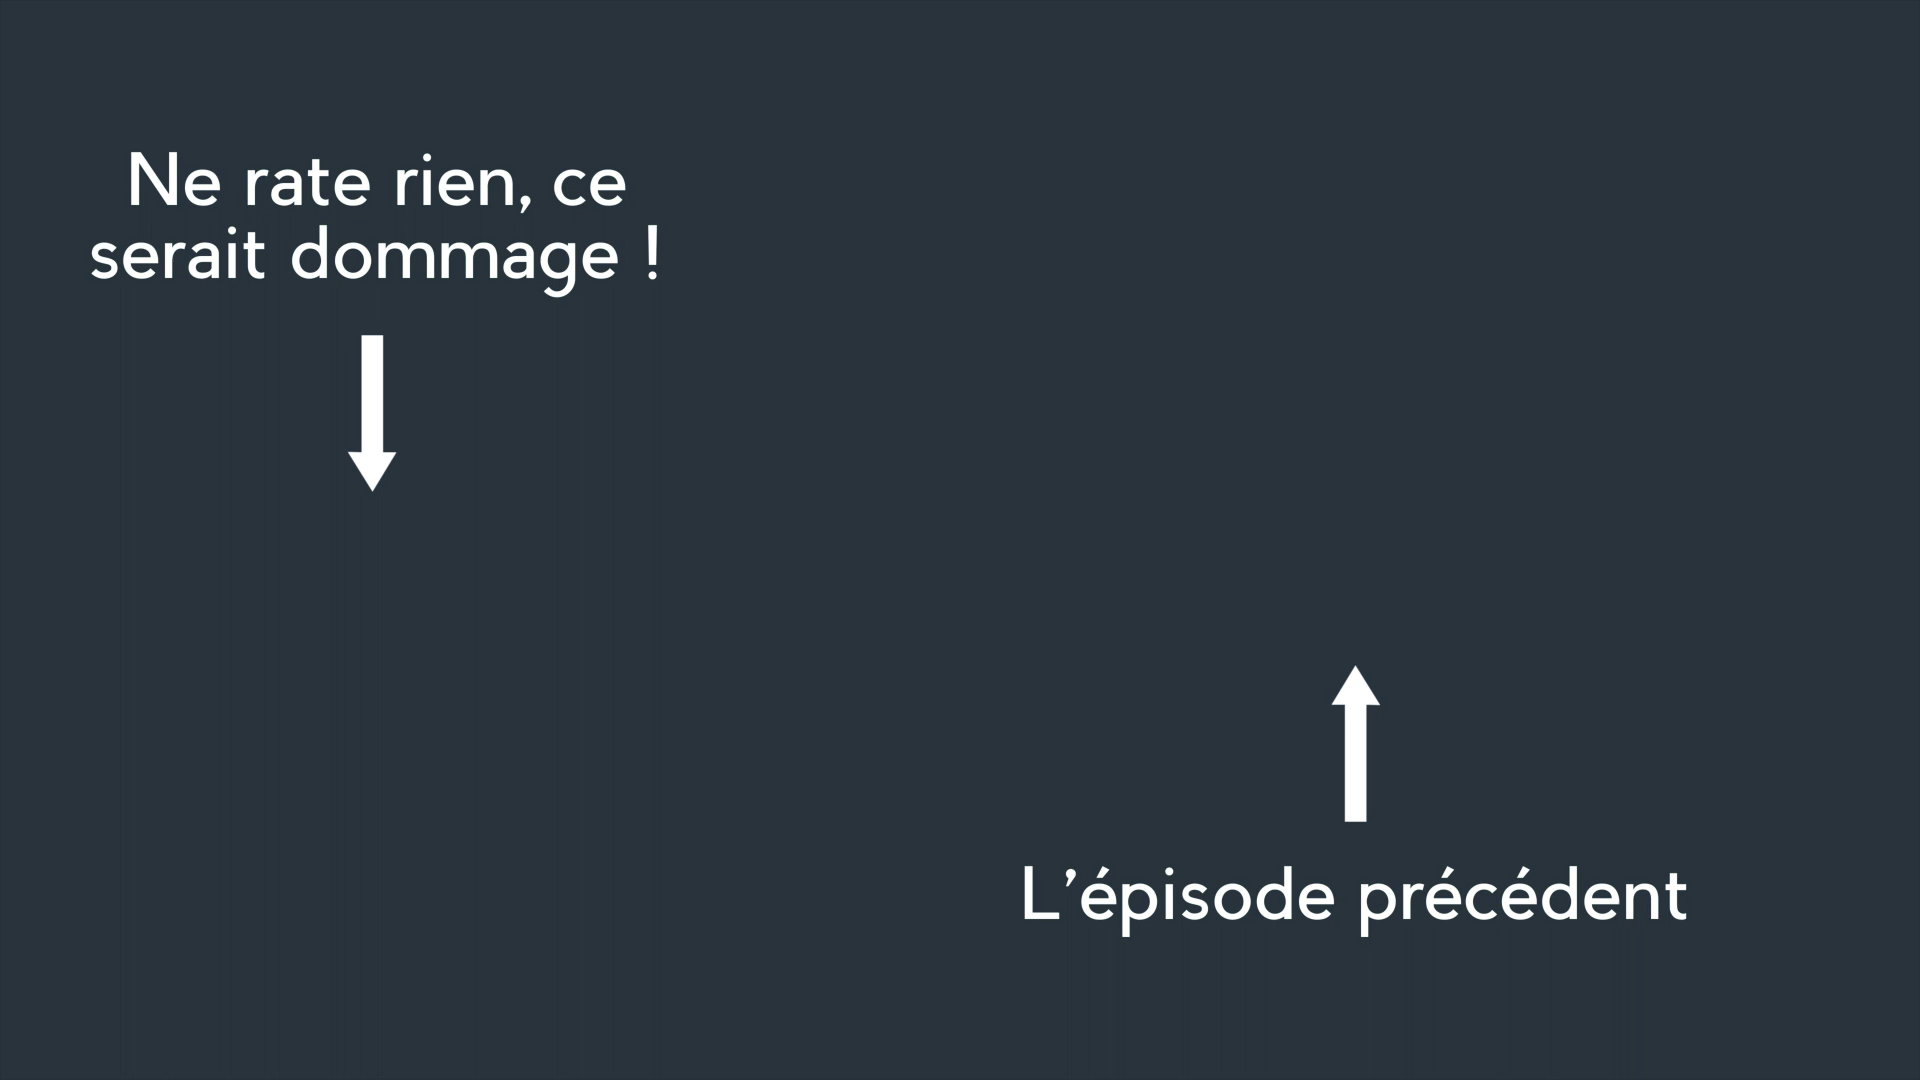 Ne rate rien, ce
serait dommage !
L’épisode précédent